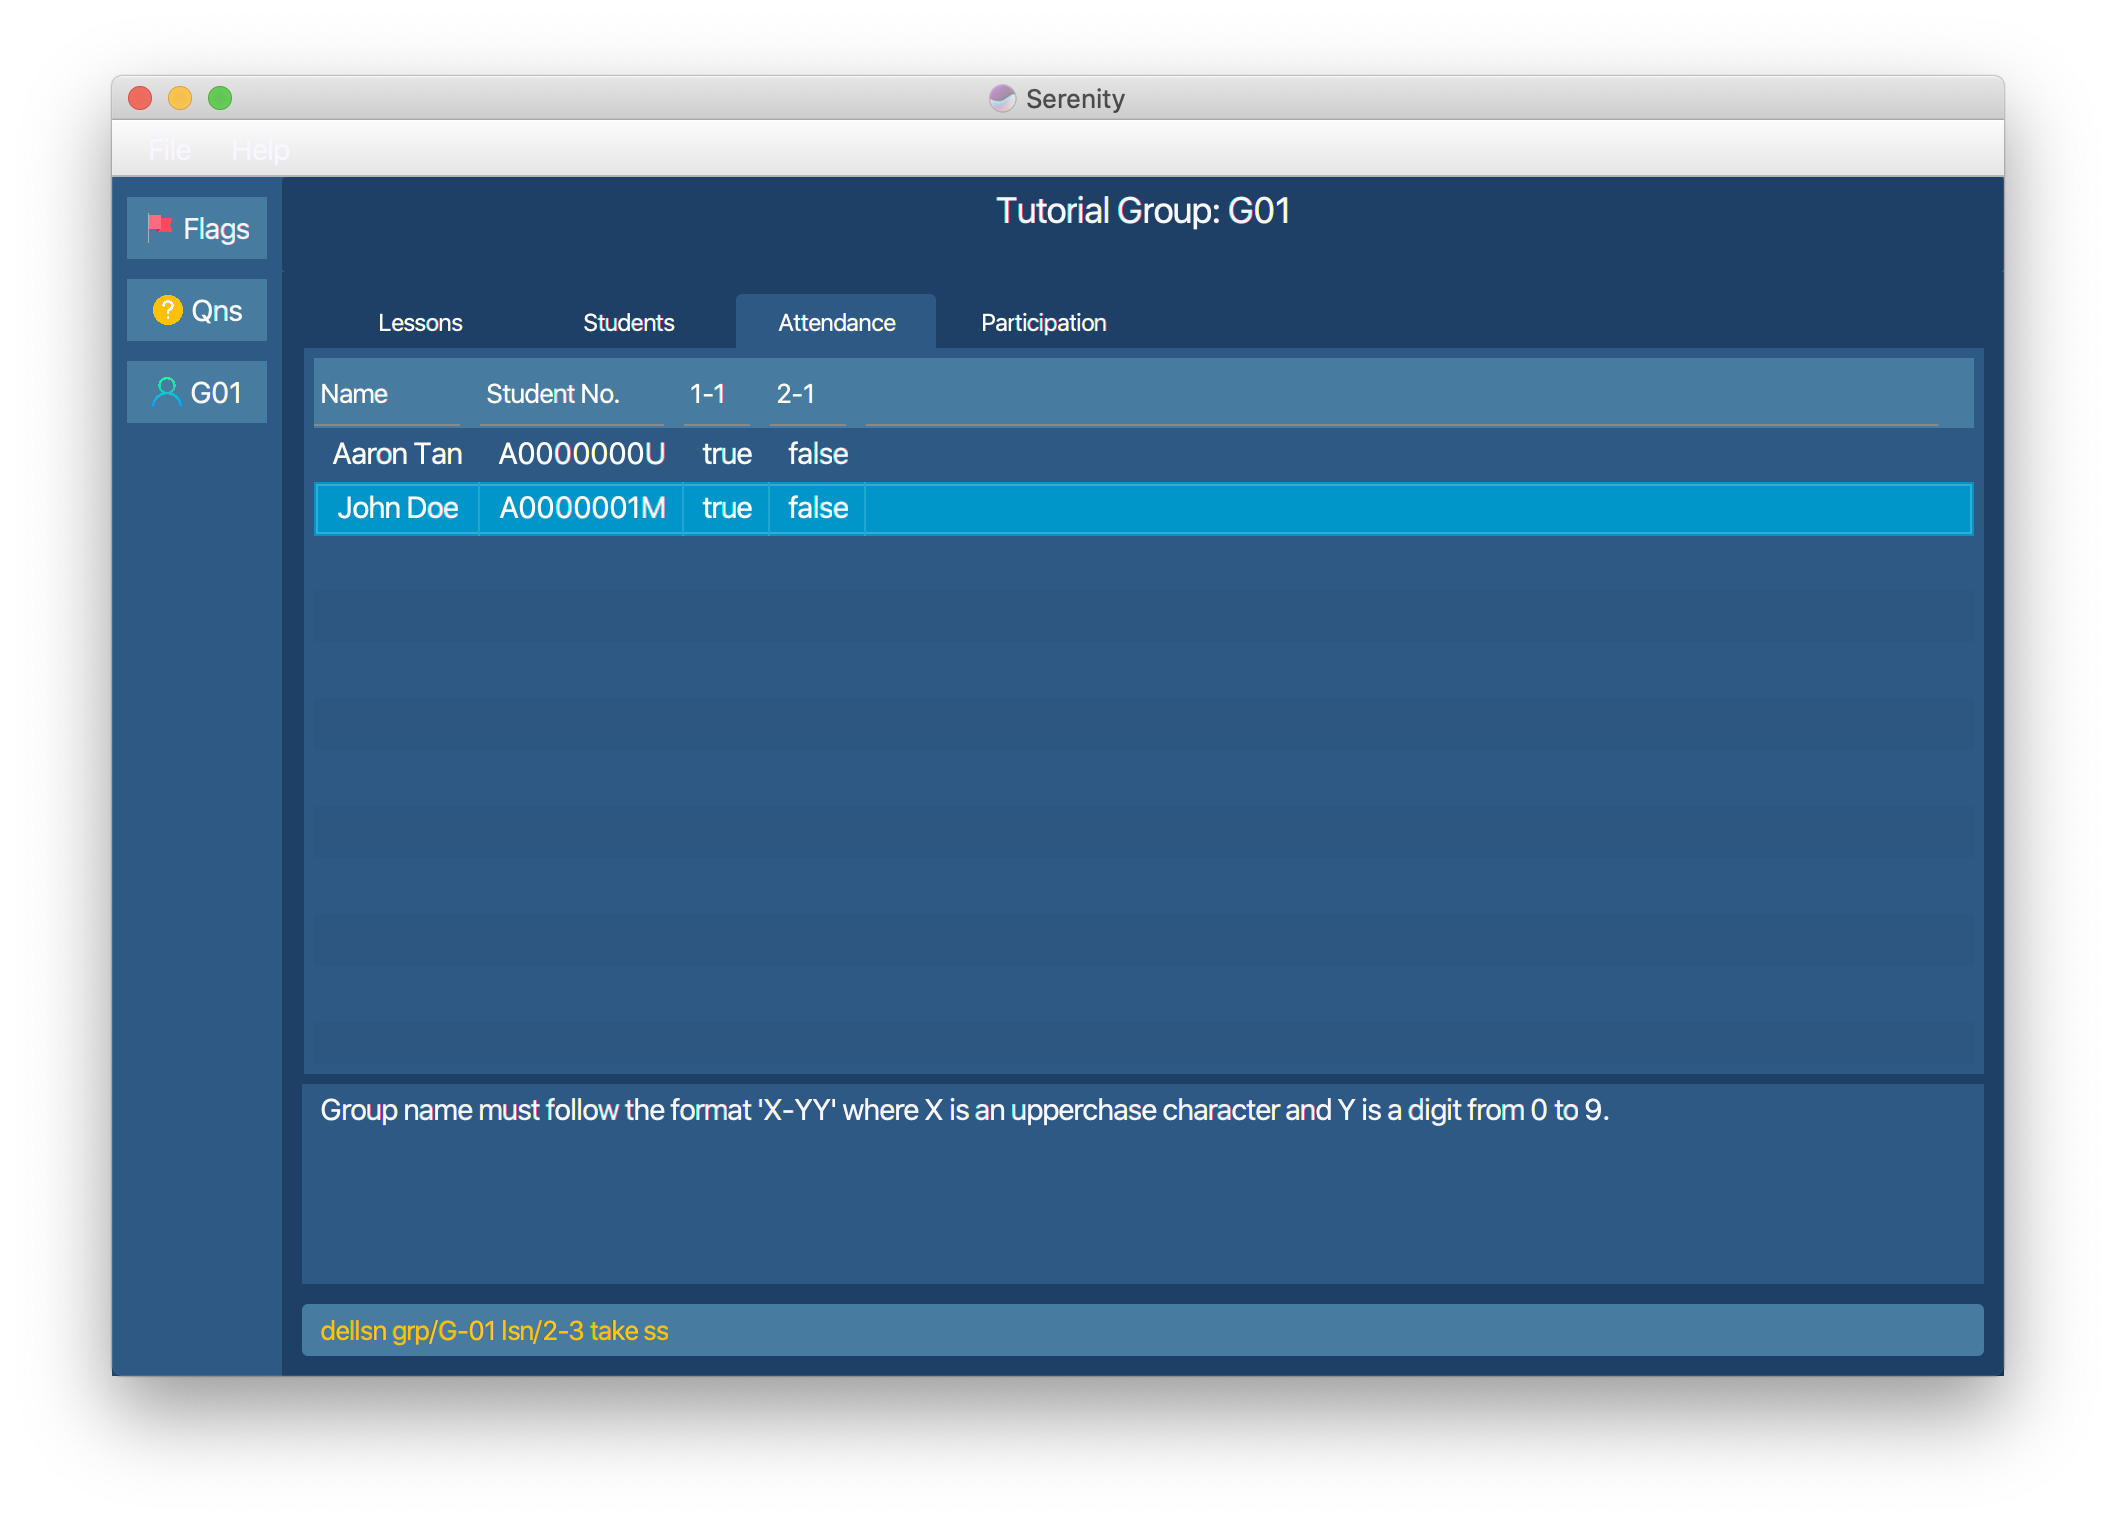 Serenity
File Help
Flags
? Qns
G01
Tutorial Group: G01
Lessons Students Attendance Participation
Name Student No. 1-1 2-1
Aaron Tan A0000000U true false
John Doe A0000001M true false
Group name must follow the format 'X-YY' where X is an upperchase character and Y is a digit from 0 to 9.
dellsn grp/G-01 lsn/2-3 take ss